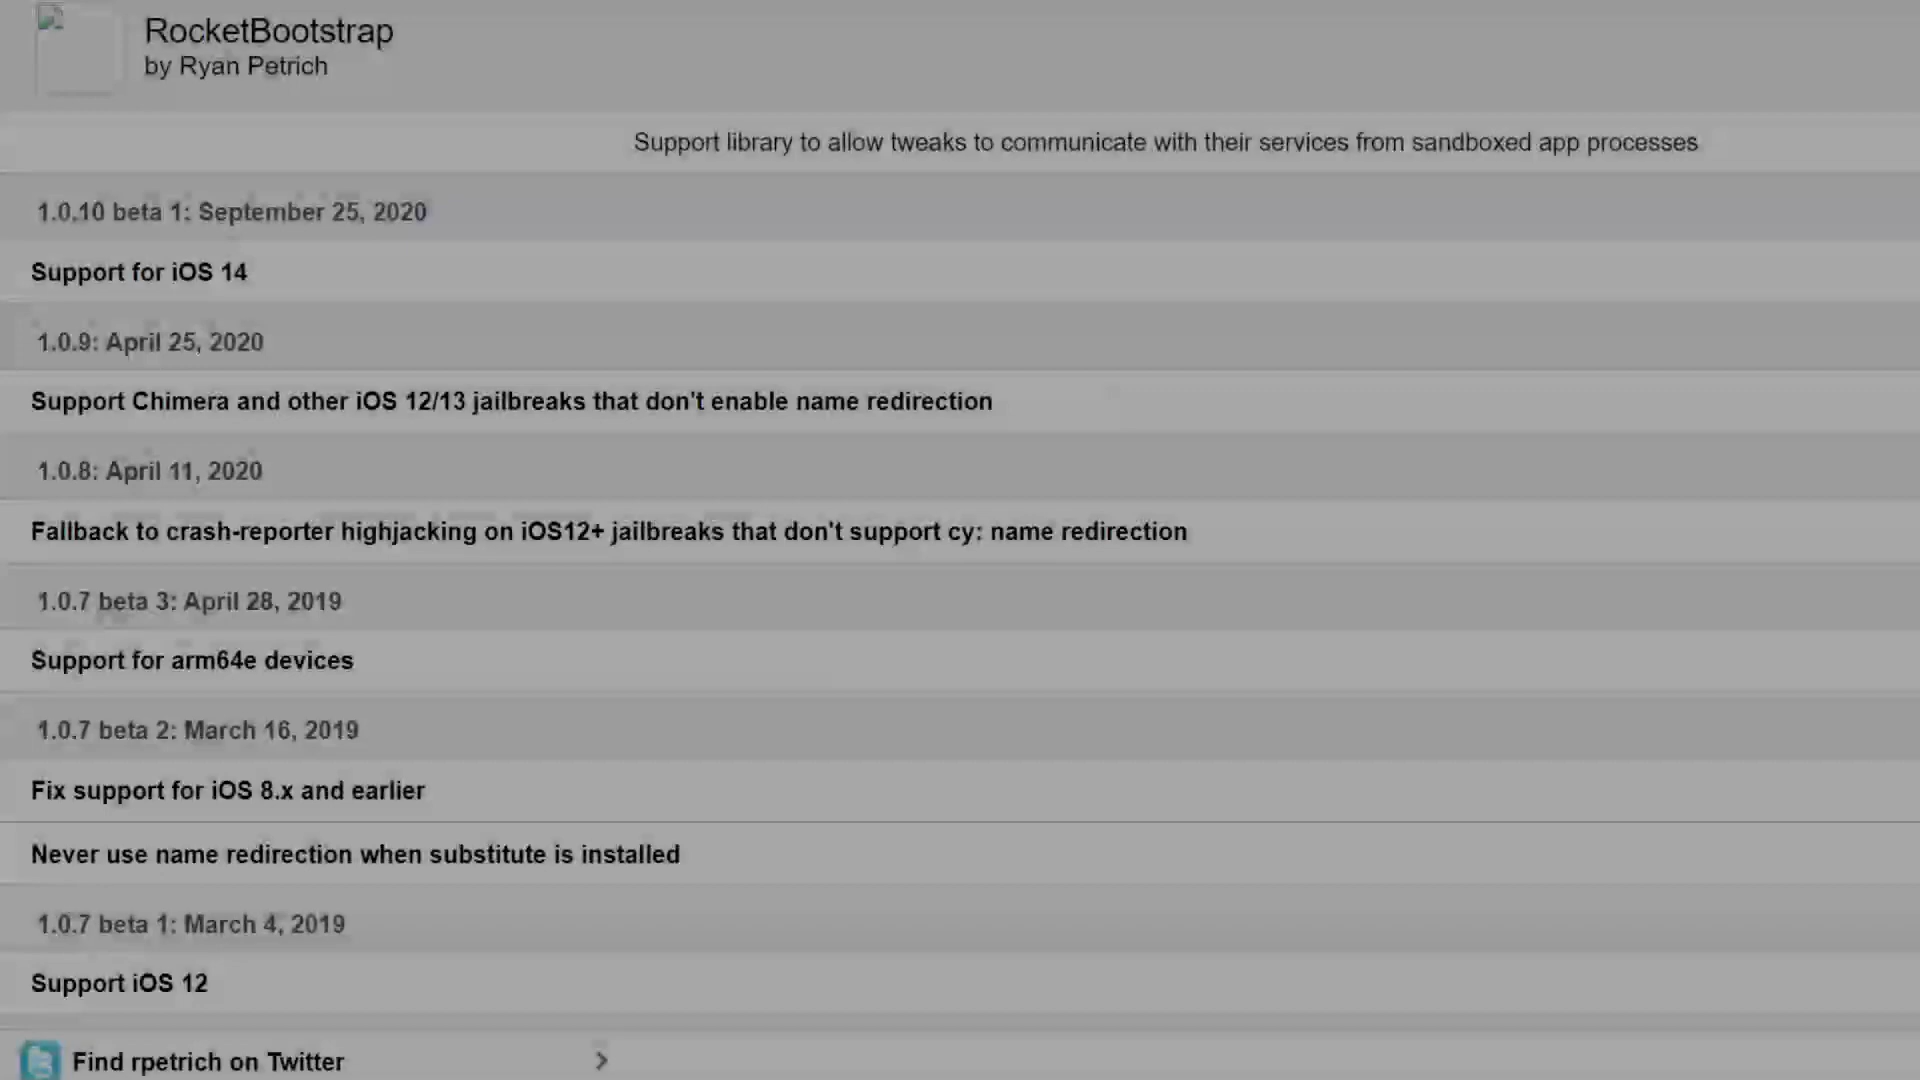 RocketBootstrap
by Ryan Petrich
Support library to allow tweaks to communicate with their services from sandboxed app processes
1.0.10 beta 1: September 25, 2020
Support for iOS 14
1.0.9: April 25, 2020
Support Chimera and other iOS 12/13 jailbreaks that don't enable name redirection
1.0.8: April 11, 2020
Fallback to crash-reporter highjacking on iOS12+ jailbreaks that don't support cy: name redirection
1.0.7 beta 3: April 28, 2019
Support for arm64e devices
1.0.7 beta 2: March 16, 2019
Fix support for iOS 8.x and earlier
Never use name redirection when substitute is installed
1.0.7 beta 1: March 4, 2019
Support iOS 12
Find rpetrich on Twitter